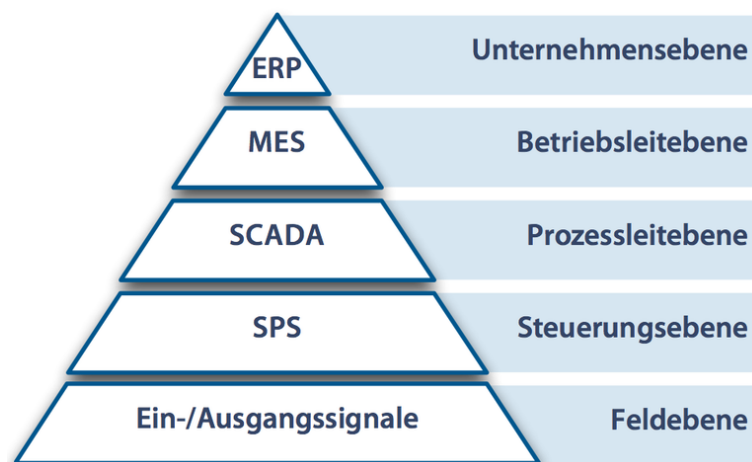 ERP Unternehmensebene
MES Betriebsleitebene
SCADA Prozessleitebene
SPS Steuerungsebene
Ein-/Ausgangssignale Feldebene